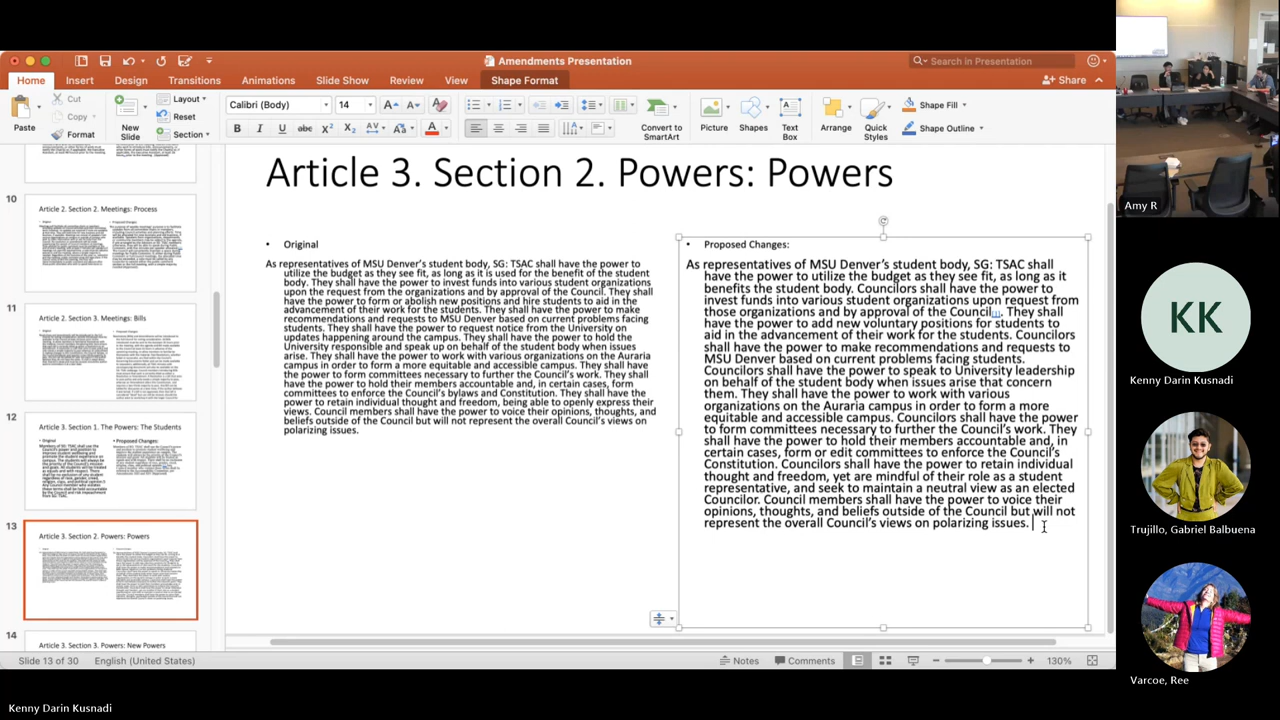 Amendments Presentation
Search in Presentation
Home Insert Design Transitions Animations Slide Show Review View Shape Format Share
Paste
Cut
Copy
Format
New Slide
Layout
Reset
Section
Calibri (Body) 14
Convert to SmartArt
Picture
Shapes
Text Box
Arrange
Quick Styles
Shape Fill
Shape Outline
10
Article 2. Section 2. Meetings: Process
11
Article 2. Section 3. Meetings: Bills
12
Article 3. Section 1. The Powers: The Students
Original
Proposed Changes:
13
Article 3. Section 2. Powers: Powers
14
Article 3. Section 3. Powers: New Powers
Article 3. Section 2. Powers: Powers
• Original
As representatives of MSU Denver's student body, SG: TSAC shall have the power to
utilize the budget as they see fit, as long as it is used for the benefit of the student
body. They shall have the power to invest funds into various student organizations
upon the request from the organizations and by approval of the Council. They shall
have the power to form or abolish new positions and hire students to aid in the
advancement of their work for the students. They shall have the power to make
recommendations and requests to MSU Denver based on current problems facing
students. They shall have the power to request notice from the University on
updates happening around the campus. They shall have the power to hold the
University responsible and speak up on behalf of the student body when issues
arise. They shall have the power to work with various organizations on the Auraria
campus in order to form a more equitable and accessible campus. They shall have
the power to form committees necessary to further the Council's work. They shall
have the power to hold their members accountable and, in certain cases, form
committees to enforce the Council's bylaws and Constitution. They shall have the
power to retain individual thought and freedom, being able to openly express their
views. Council members shall have the power to voice their opinions, thoughts, and
beliefs outside of the Council but will not represent the overall Council's views on
polarizing issues.
• Proposed Changes:
As representatives of MSU Denver's student body, SG: TSAC shall
have the power to utilize the budget as they see fit, as long as it
benefits the student body. Councilors shall have the power to
invest funds into various student organizations upon request from
those organizations and by approval of the Council. They shall
have the power to add new voluntary positions for students to
aid in the advancement of their work for the students. Councilors
shall have the power to make recommendations and requests to
MSU Denver based on current problems facing students.
Councilors shall have the power to speak to University leadership
on behalf of the student body when issues arise that concern
them. They shall have the power to work with various
organizations on the Auraria campus in order to form a more
equitable and accessible campus. Councilors shall have the power
to form committees necessary to further the Council's work. They
shall have the power to hold their members accountable and, in
certain cases, form or edit committees to enforce the Council's
Constitution. Councilors shall have the power to retain individual
thought and freedom, yet are mindful of their role as a student
representative, and seek to maintain a neutral view as an elected
Councilor. Council members shall have the power to voice their
opinions, thoughts, and beliefs outside of the Council but will not
represent the overall Council's views on polarizing issues.
Slide 13 of 30 English (United States)
Notes Comments 130%
Kenny Darin Kusnadi
Amy R
KK
Kenny Darin Kusnadi
Trujillo, Gabriel Balbuena
Varcoe, Ree